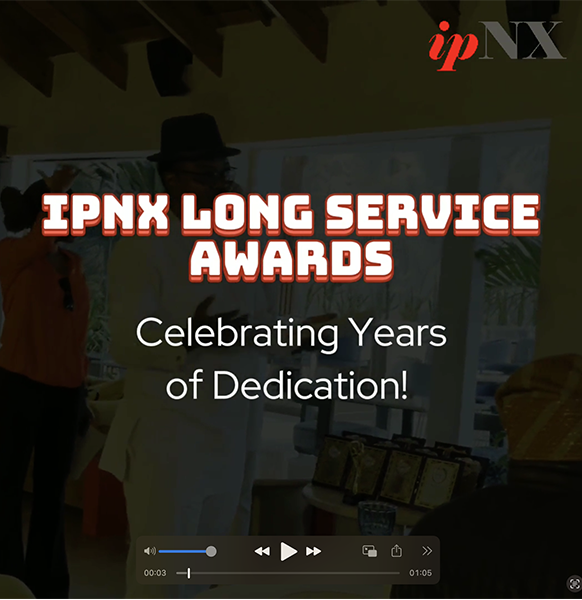 ipNX
IPNX LONG SERVICE
AWARDS
Celebrating Years
of Dedication!
00:03
01:05